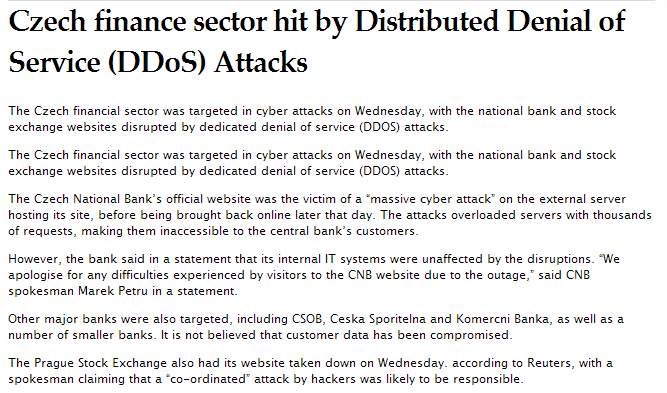 Czech finance sector hit by Distributed Denial of
Service (DDoS) Attacks
The Czech financial sector was targeted in cyber attacks on Wednesday, with the national bank and stock
exchange websites disrupted by dedicated denial of service (DDOS) attacks.
The Czech financial sector was targeted in cyber attacks on Wednesday, with the national bank and stock
exchange websites disrupted by dedicated denial of service (DDOS) attacks.
The Czech National Bank’s official website was the victim of a “massive cyber attack” on the external server
hosting its site, before being brought back online later that day. The attacks overloaded servers with thousands
of requests, making them inaccessible to the central bank’s customers.
However, the bank said in a statement that its internal IT systems were unaffected by the disruptions. “We
apologise for any difficulties experienced by visitors to the CNB website due to the outage,” said CNB
spokesman Marek Petru in a statement.
Other major banks were also targeted, including CSOB, Ceska Sporitelna and Komercni Banka, as well as a
number of smaller banks. It is not believed that customer data has been compromised.
The Prague Stock Exchange also had its website taken down on Wednesday. according to Reuters, with a
spokesman claiming that a “co-ordinated” attack by hackers was likely to be responsible.